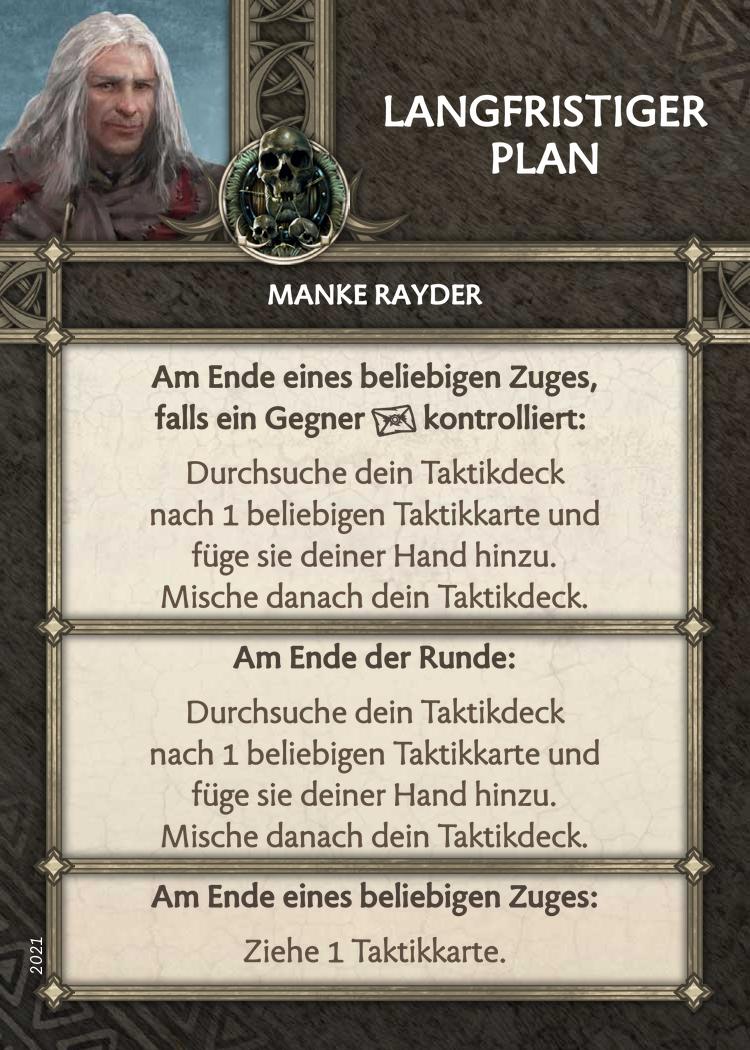 LANGFRISTIGER
PLAN
MANKE RAYDER
Am Ende eines beliebigen Zuges,
falls ein Gegner kontrolliert:
Durchsuche dein Taktikdeck
nach 1 beliebigen Taktikkarte und
füge sie deiner Hand hinzu.
Mische danach dein Taktikdeck.
Am Ende der Runde:
Durchsuche dein Taktikdeck
nach 1 beliebigen Taktikkarte und
füge sie deiner Hand hinzu.
Mische danach dein Taktikdeck.
Am Ende eines beliebigen Zuges:
Ziehe 1 Taktikkarte.
2021